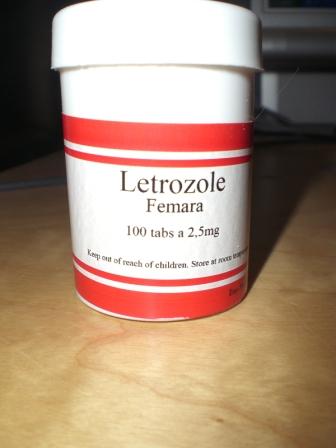 Letrozole
Femara
100 tabs a 2,5mg
Keep out of reach of children. Store at room